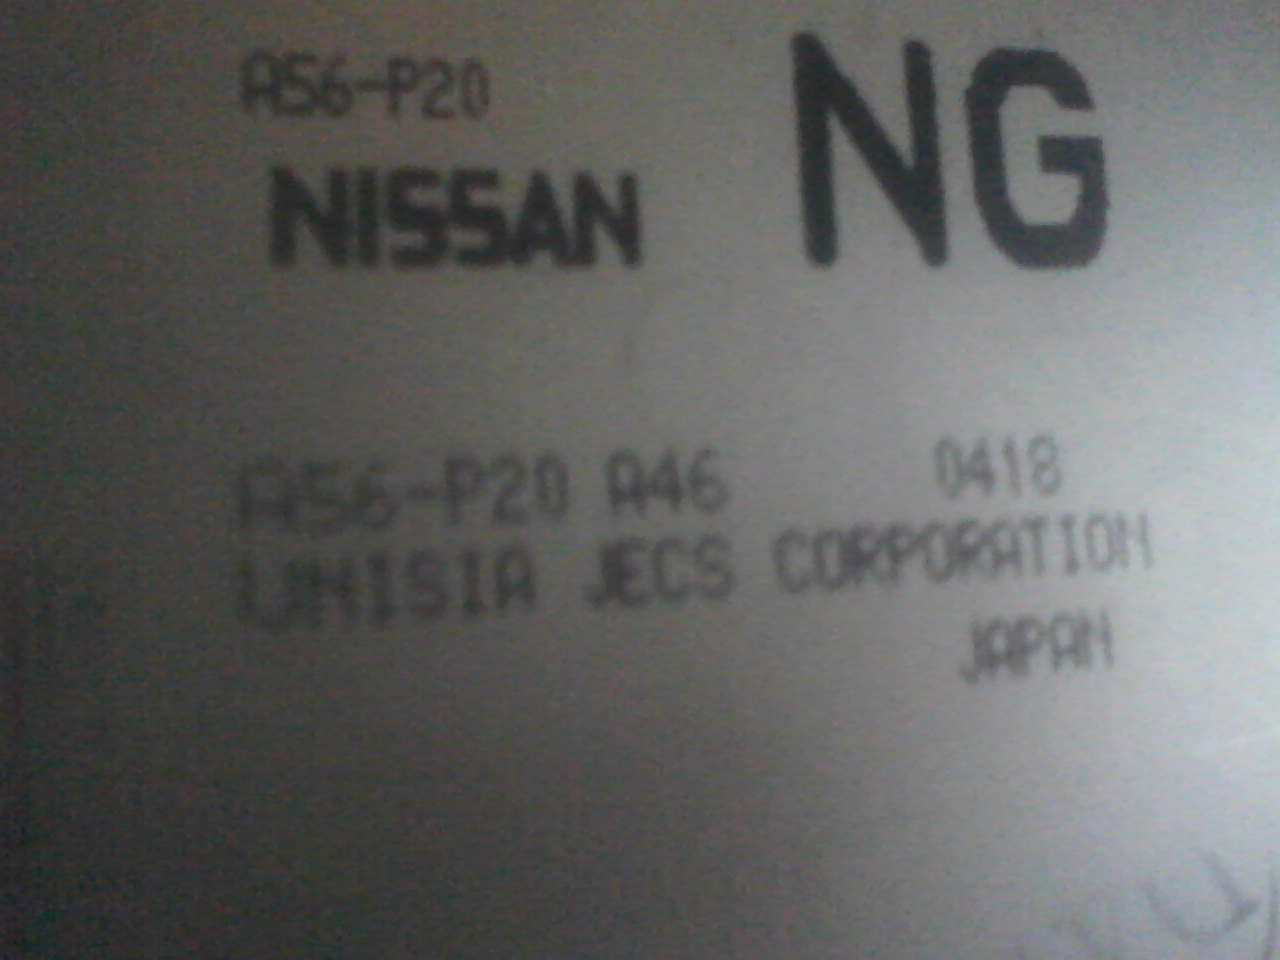 A56-P20
NISSAN NG
A56-P20 A46 0418
UNISIA JECS CORPORATION
JAPAN